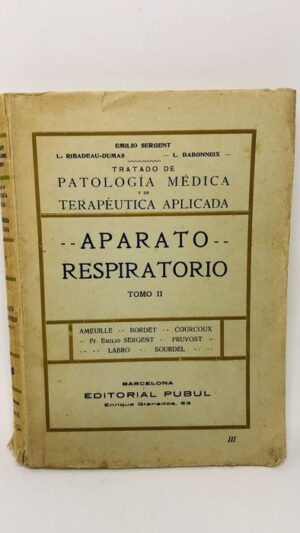 EMILIO SERGENT
L. RIBADEAU-DUMAS — L. BABONNEIX —
TRATADO DE
PATOLOGÍA MÉDICA
Y DE
TERAPÉUTICA APLICADA
-- APARATO --
RESPIRATORIO
TOMO II
AMEUILLE -- BORDET -- COURCOUX
-- Pr. EMILIO SERGENT -- PRUVOST --
-- -- LABRO -- SOURDEL -- --
BARCELONA
EDITORIAL PUBUL
Enrique Granados, 63
III